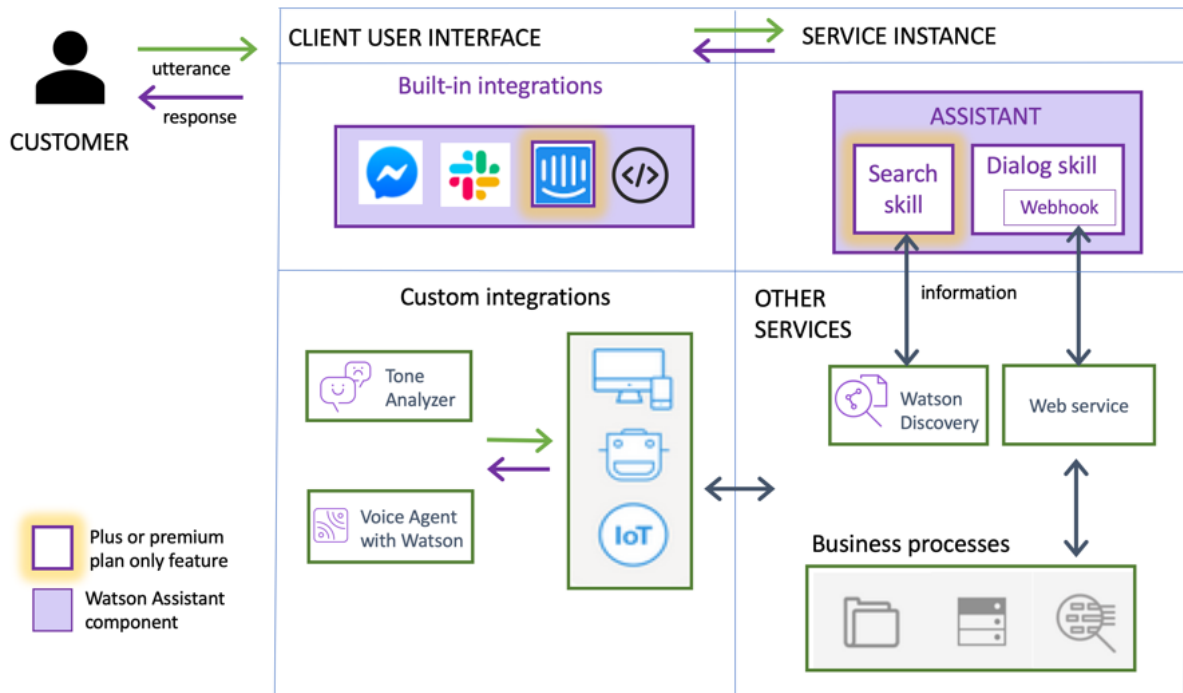 CUSTOMER
utterance
response
CLIENT USER INTERFACE
SERVICE INSTANCE
Built-in integrations
</>
ASSISTANT
Search
skill
Dialog skill
Webhook
Custom integrations
Tone
Analyzer
Voice Agent
with Watson
IoT
OTHER
SERVICES
information
Watson
Discovery
Web service
Business processes
Plus or premium
plan only feature
Watson Assistant
component